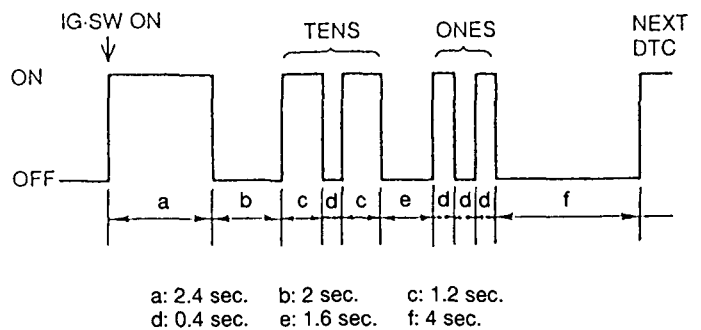 IG·SW ON
TENS
ONES
NEXT
DTC
ON
OFF
a b c d c e d d d f
a: 2.4 sec. b: 2 sec. c: 1.2 sec.
d: 0.4 sec. e: 1.6 sec. f: 4 sec.